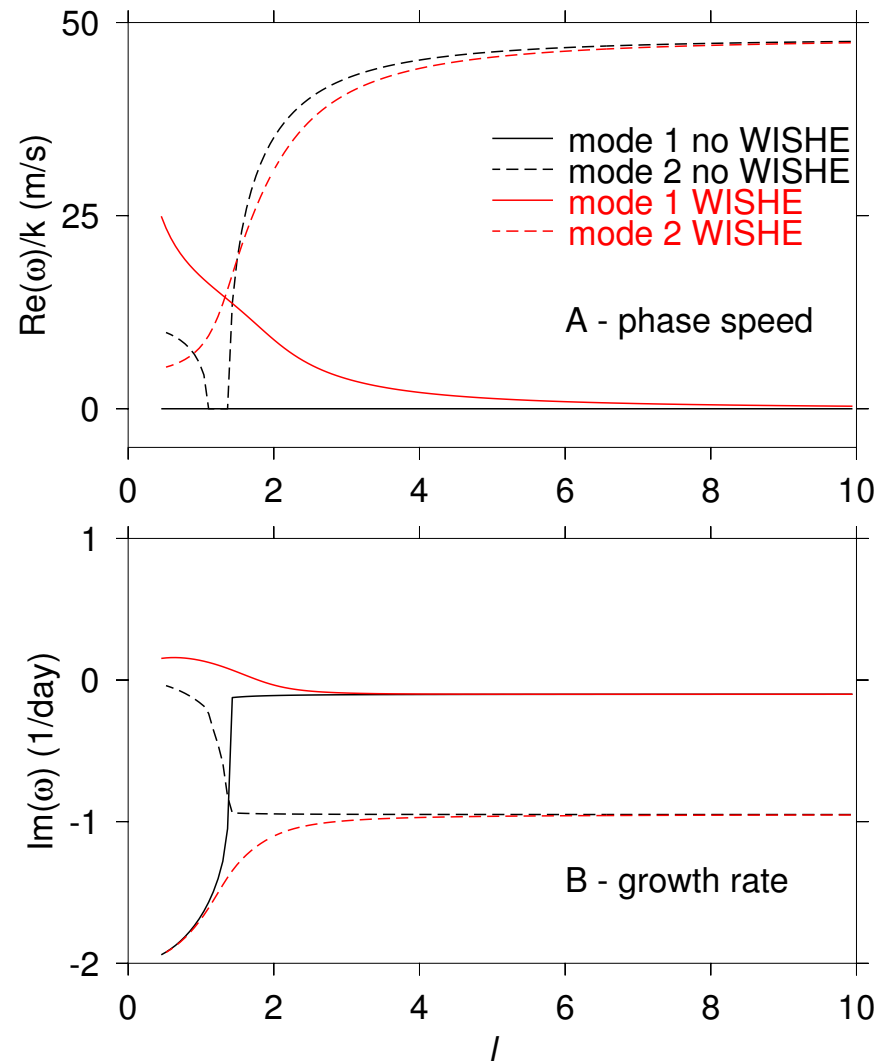 50
25
0
Re(ω)/k (m/s)
mode 1 no WISHE
mode 2 no WISHE
mode 1 WISHE
mode 2 WISHE
A - phase speed
0 2 4 6 8 10
1
0
-1
-2
Im(ω) (1/day)
B - growth rate
0 2 4 6 8 10
l